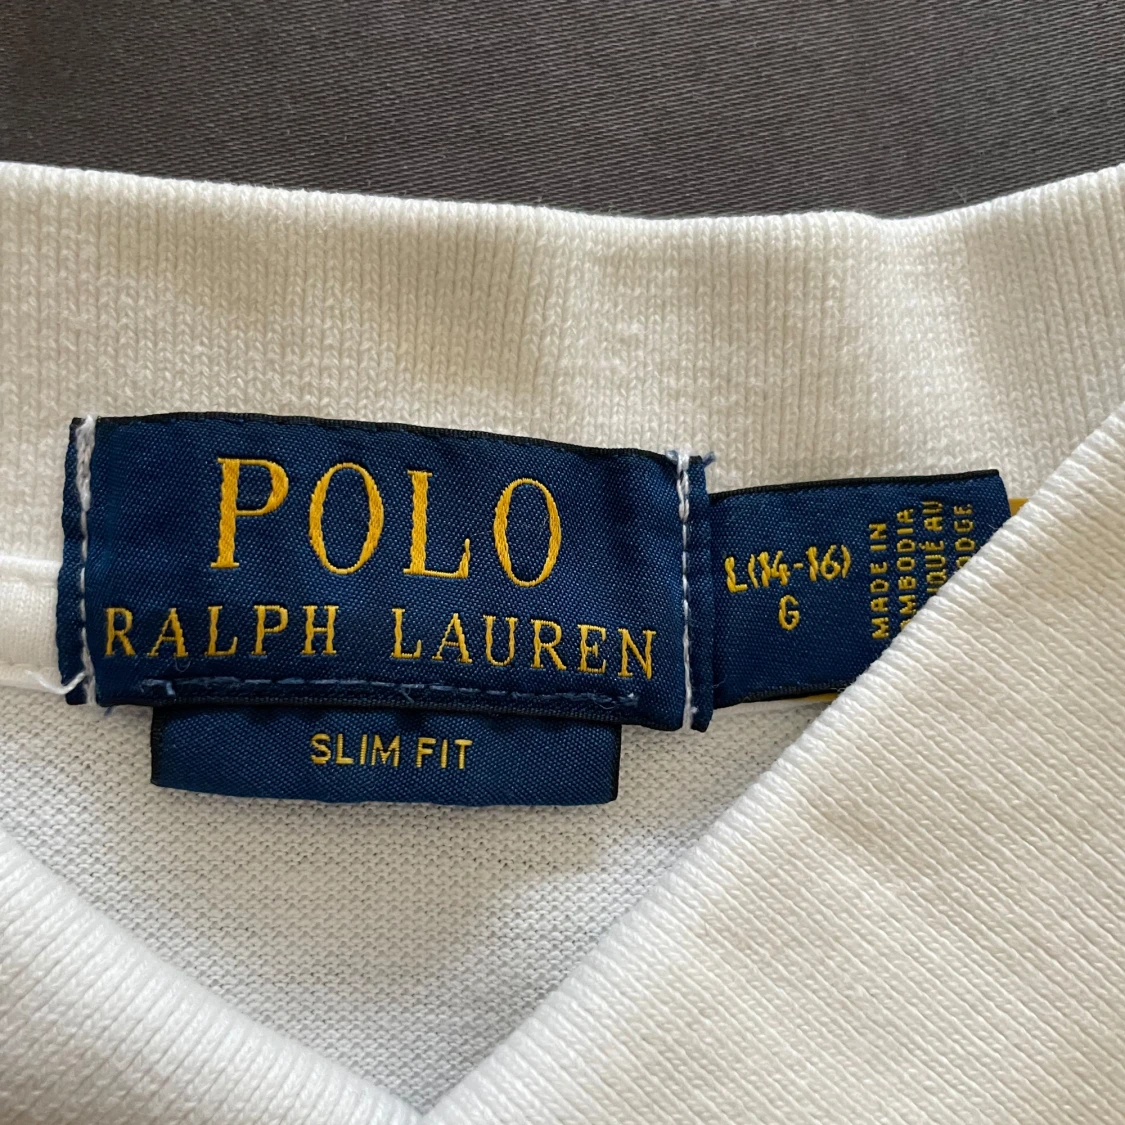 POLO
RALPH LAUREN
SLIM FIT
L(14-16)
G
MADE IN